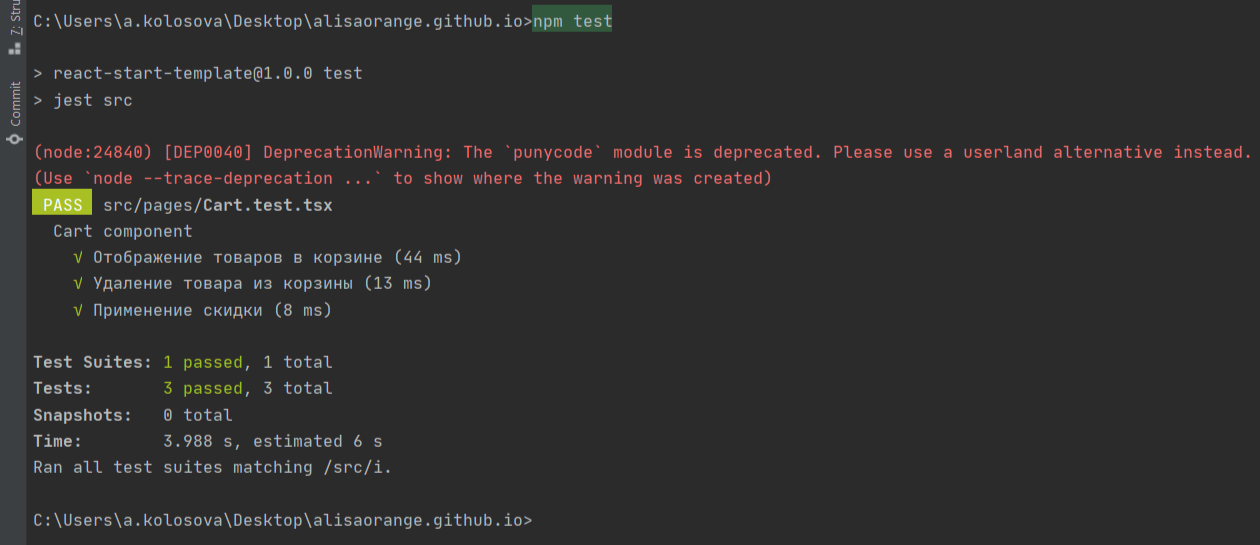 7: Stru
Commit
C:\Users\a.kolosova\Desktop\alisaorange.github.io>npm test
> react-start-template@1.0.0 test
> jest src
(node:24840) [DEP0040] DeprecationWarning: The `punycode` module is deprecated. Please use a userland alternative instead.
(Use `node --trace-deprecation ...` to show where the warning was created)
PASS src/pages/Cart.test.tsx
Cart component
√ Отображение товаров в корзине (44 ms)
√ Удаление товара из корзины (13 ms)
√ Применение скидки (8 ms)
Test Suites: 1 passed, 1 total
Tests: 3 passed, 3 total
Snapshots: 0 total
Time: 3.988 s, estimated 6 s
Ran all test suites matching /src/i.
C:\Users\a.kolosova\Desktop\alisaorange.github.io>